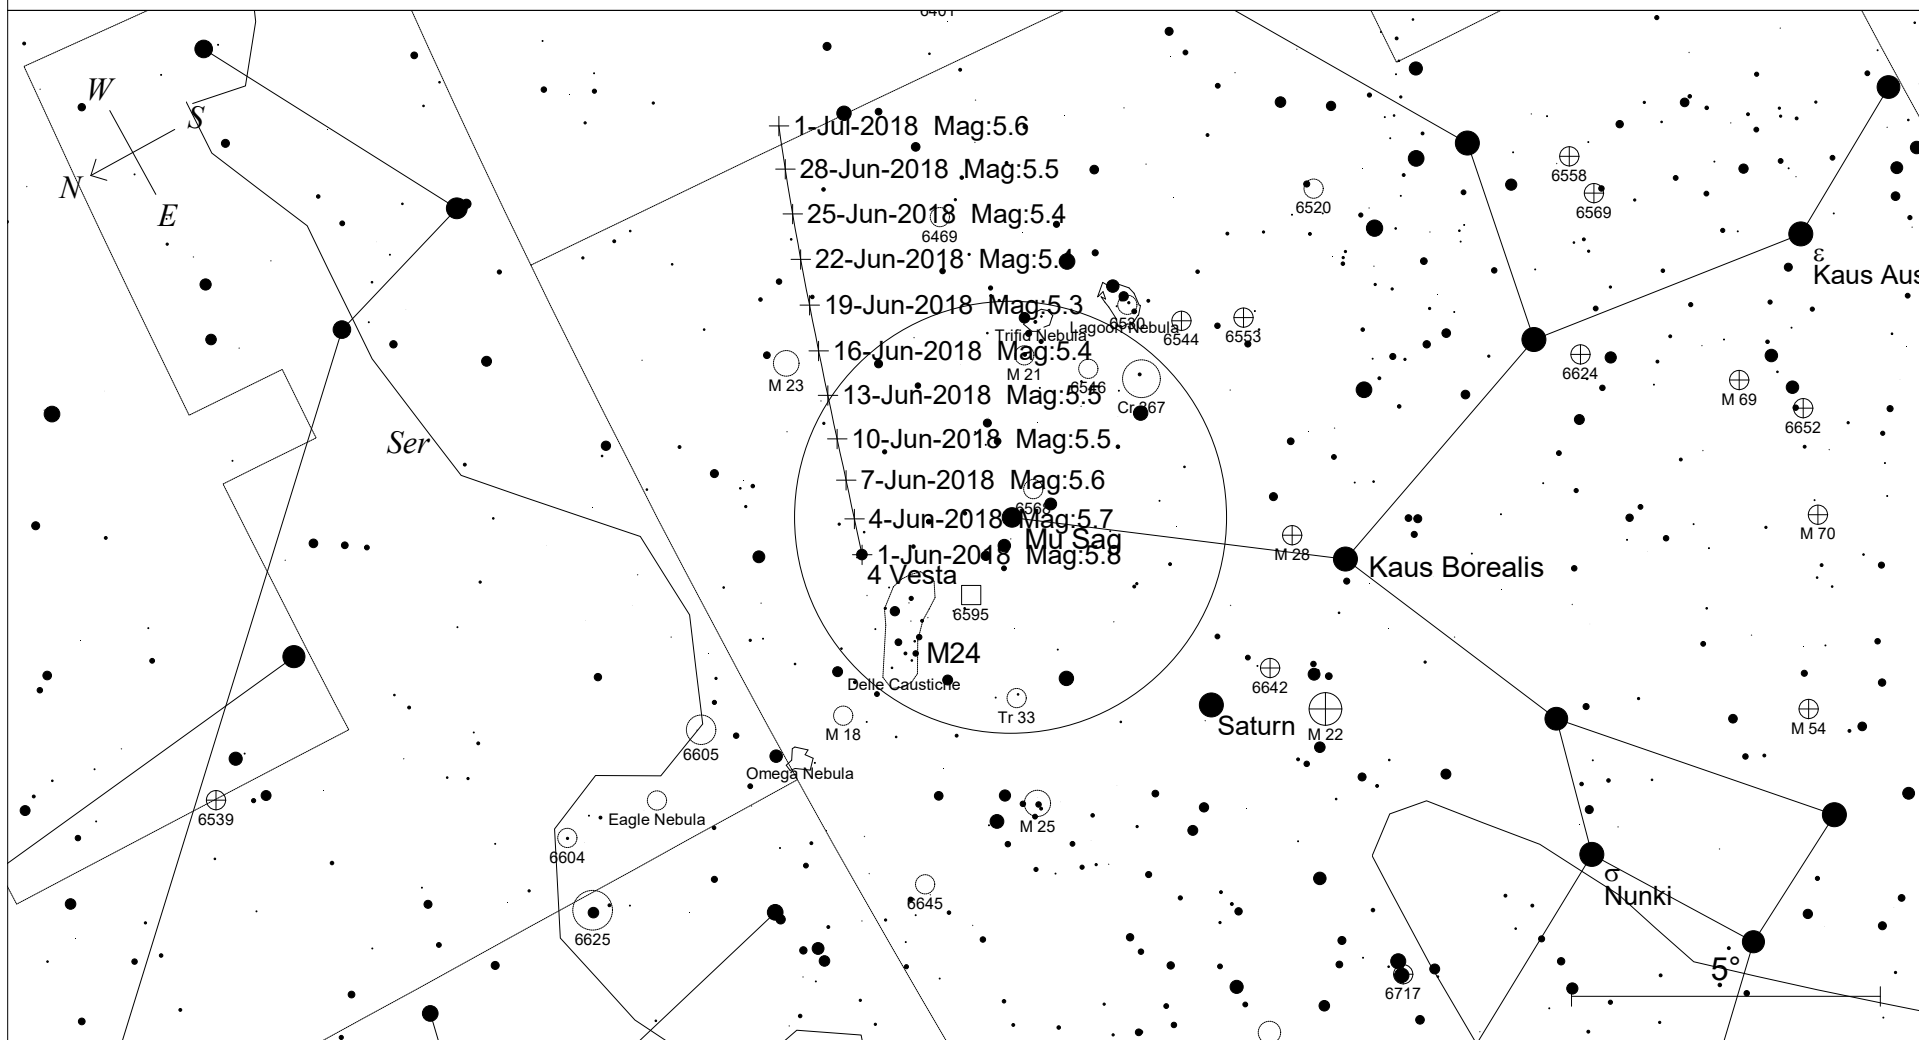 W
S
N
E
1-Jul-2018 Mag:5.6
28-Jun-2018 Mag:5.5
25-Jun-2018 Mag:5.4
6469
22-Jun-2018 Mag:5.4
19-Jun-2018 Mag:5.3
6530
Lagoon Nebula
Trifid Nebula
16-Jun-2018 Mag:5.4
M 23
M 21
6546
13-Jun-2018 Mag:5.5
Cr 367
10-Jun-2018 Mag:5.5
7-Jun-2018 Mag:5.6
6568
4-Jun-2018 Mag:5.7
Mu Sag
1-Jun-2018 Mag:5.8
4 Vesta
6595
M24
Delle Caustiche
Tr 33
M 18
6520
6558
6569
ε
Kaus Aus
6544
6553
6624
M 69
6652
Ser
M 28
M 70
Kaus Borealis
6642
Saturn
M 22
M 54
6605
Omega Nebula
6539
Eagle Nebula
M 25
6604
σ
Nunki
6645
6625
5°
6717